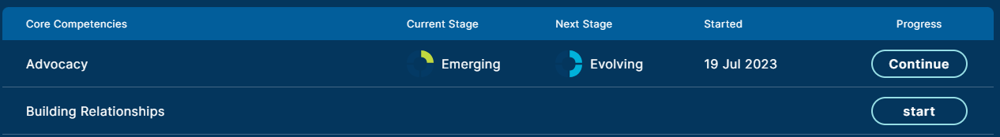 Core Competencies Current Stage Next Stage Started Progress
Advocacy Emerging Evolving 19 Jul 2023 Continue
Building Relationships start